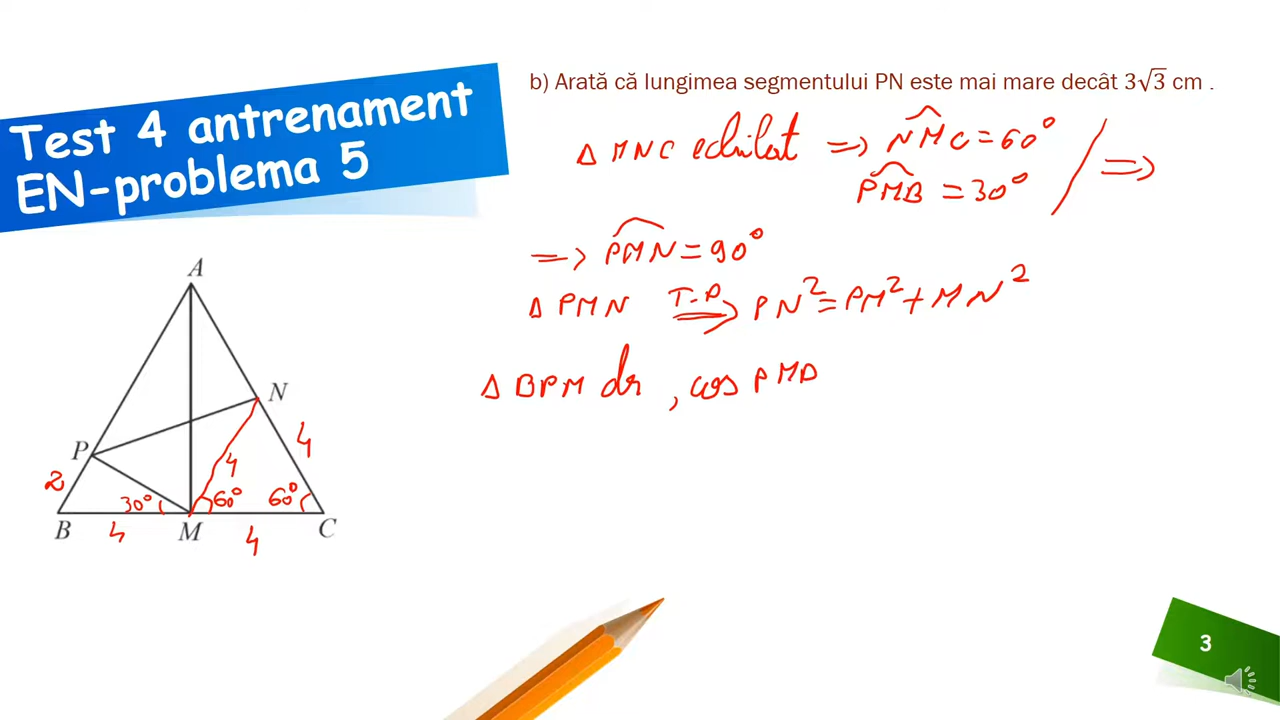 Test 4 antrenament
EN-problema 5
b) Arată că lungimea segmentului PN este mai mare decât 3√3 cm .
Δ MNC echilat => NMC = 60°
PMB = 30° / =>
=> PMN = 90°
Δ PMN T.P => PN² = PM² + MN²
Δ BPM dr , cos PMB
A
N
P
4
2
4
30°
60°
60°
B
M
C
4
4
3